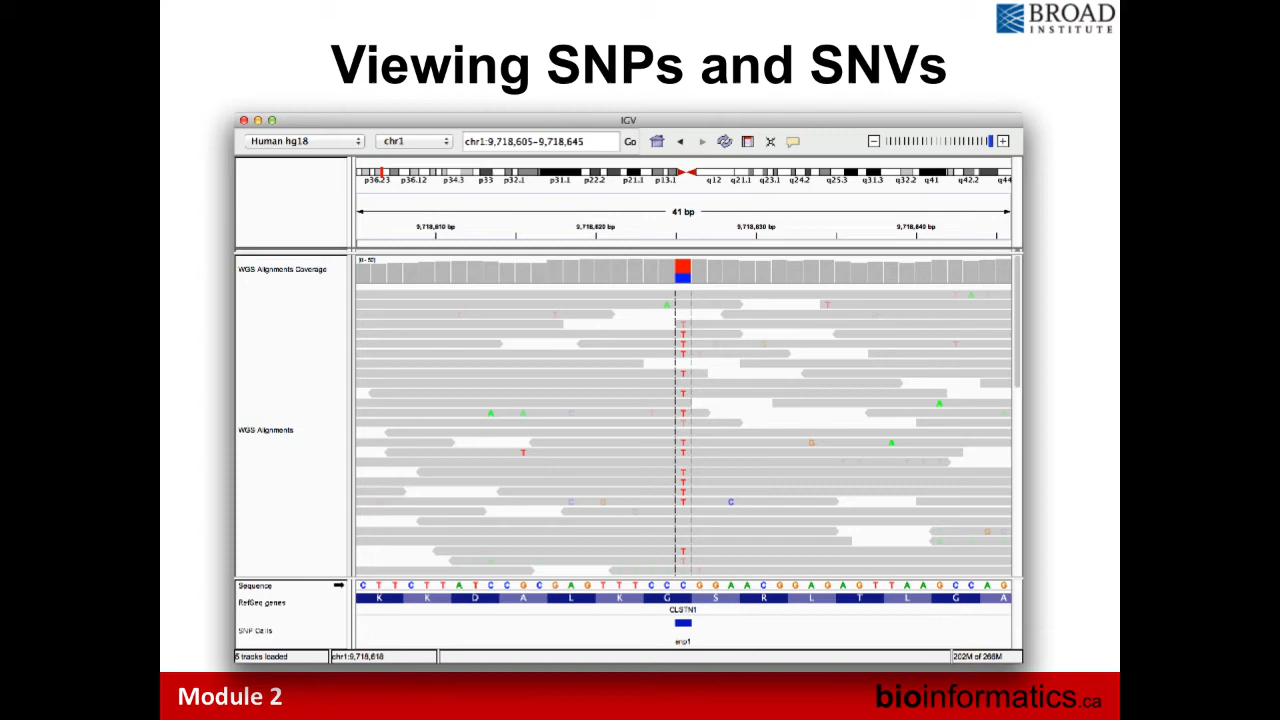 BROAD
INSTITUTE
Viewing SNPs and SNVs
IGV
Human hg18
chr1
chr1:9,718,605-9,718,645
Go
p36.23 p36.12 p34.3 p33 p32.1 p31.1 p22.2 p21.1 p13.1 q12 q21.1 q23.1 q24.2 q25.3 q31.3 q32.2 q41 q42.2 q44
41 bp
9,718,610 bp 9,718,620 bp 9,718,630 bp 9,718,640 bp
WGS Alignments Coverage
[0 - 50]
A
A T
T T
T
T
T T
T
T
T
A
A A C T
T
T G A
T T
T
T
T
C G T C
G
T
WGS Alignments
Sequence
C T T C T T A T C C G C G A G T T T C C C G G A A C G G A G A G T T A A G C C A G
RefSeq genes
K K D A L K G S R L T L G A
CLSTN1
SNP Calls
snp1
5 tracks loaded
chr1:9,718,618
202M of 266M
Module 2
bioinformatics.ca